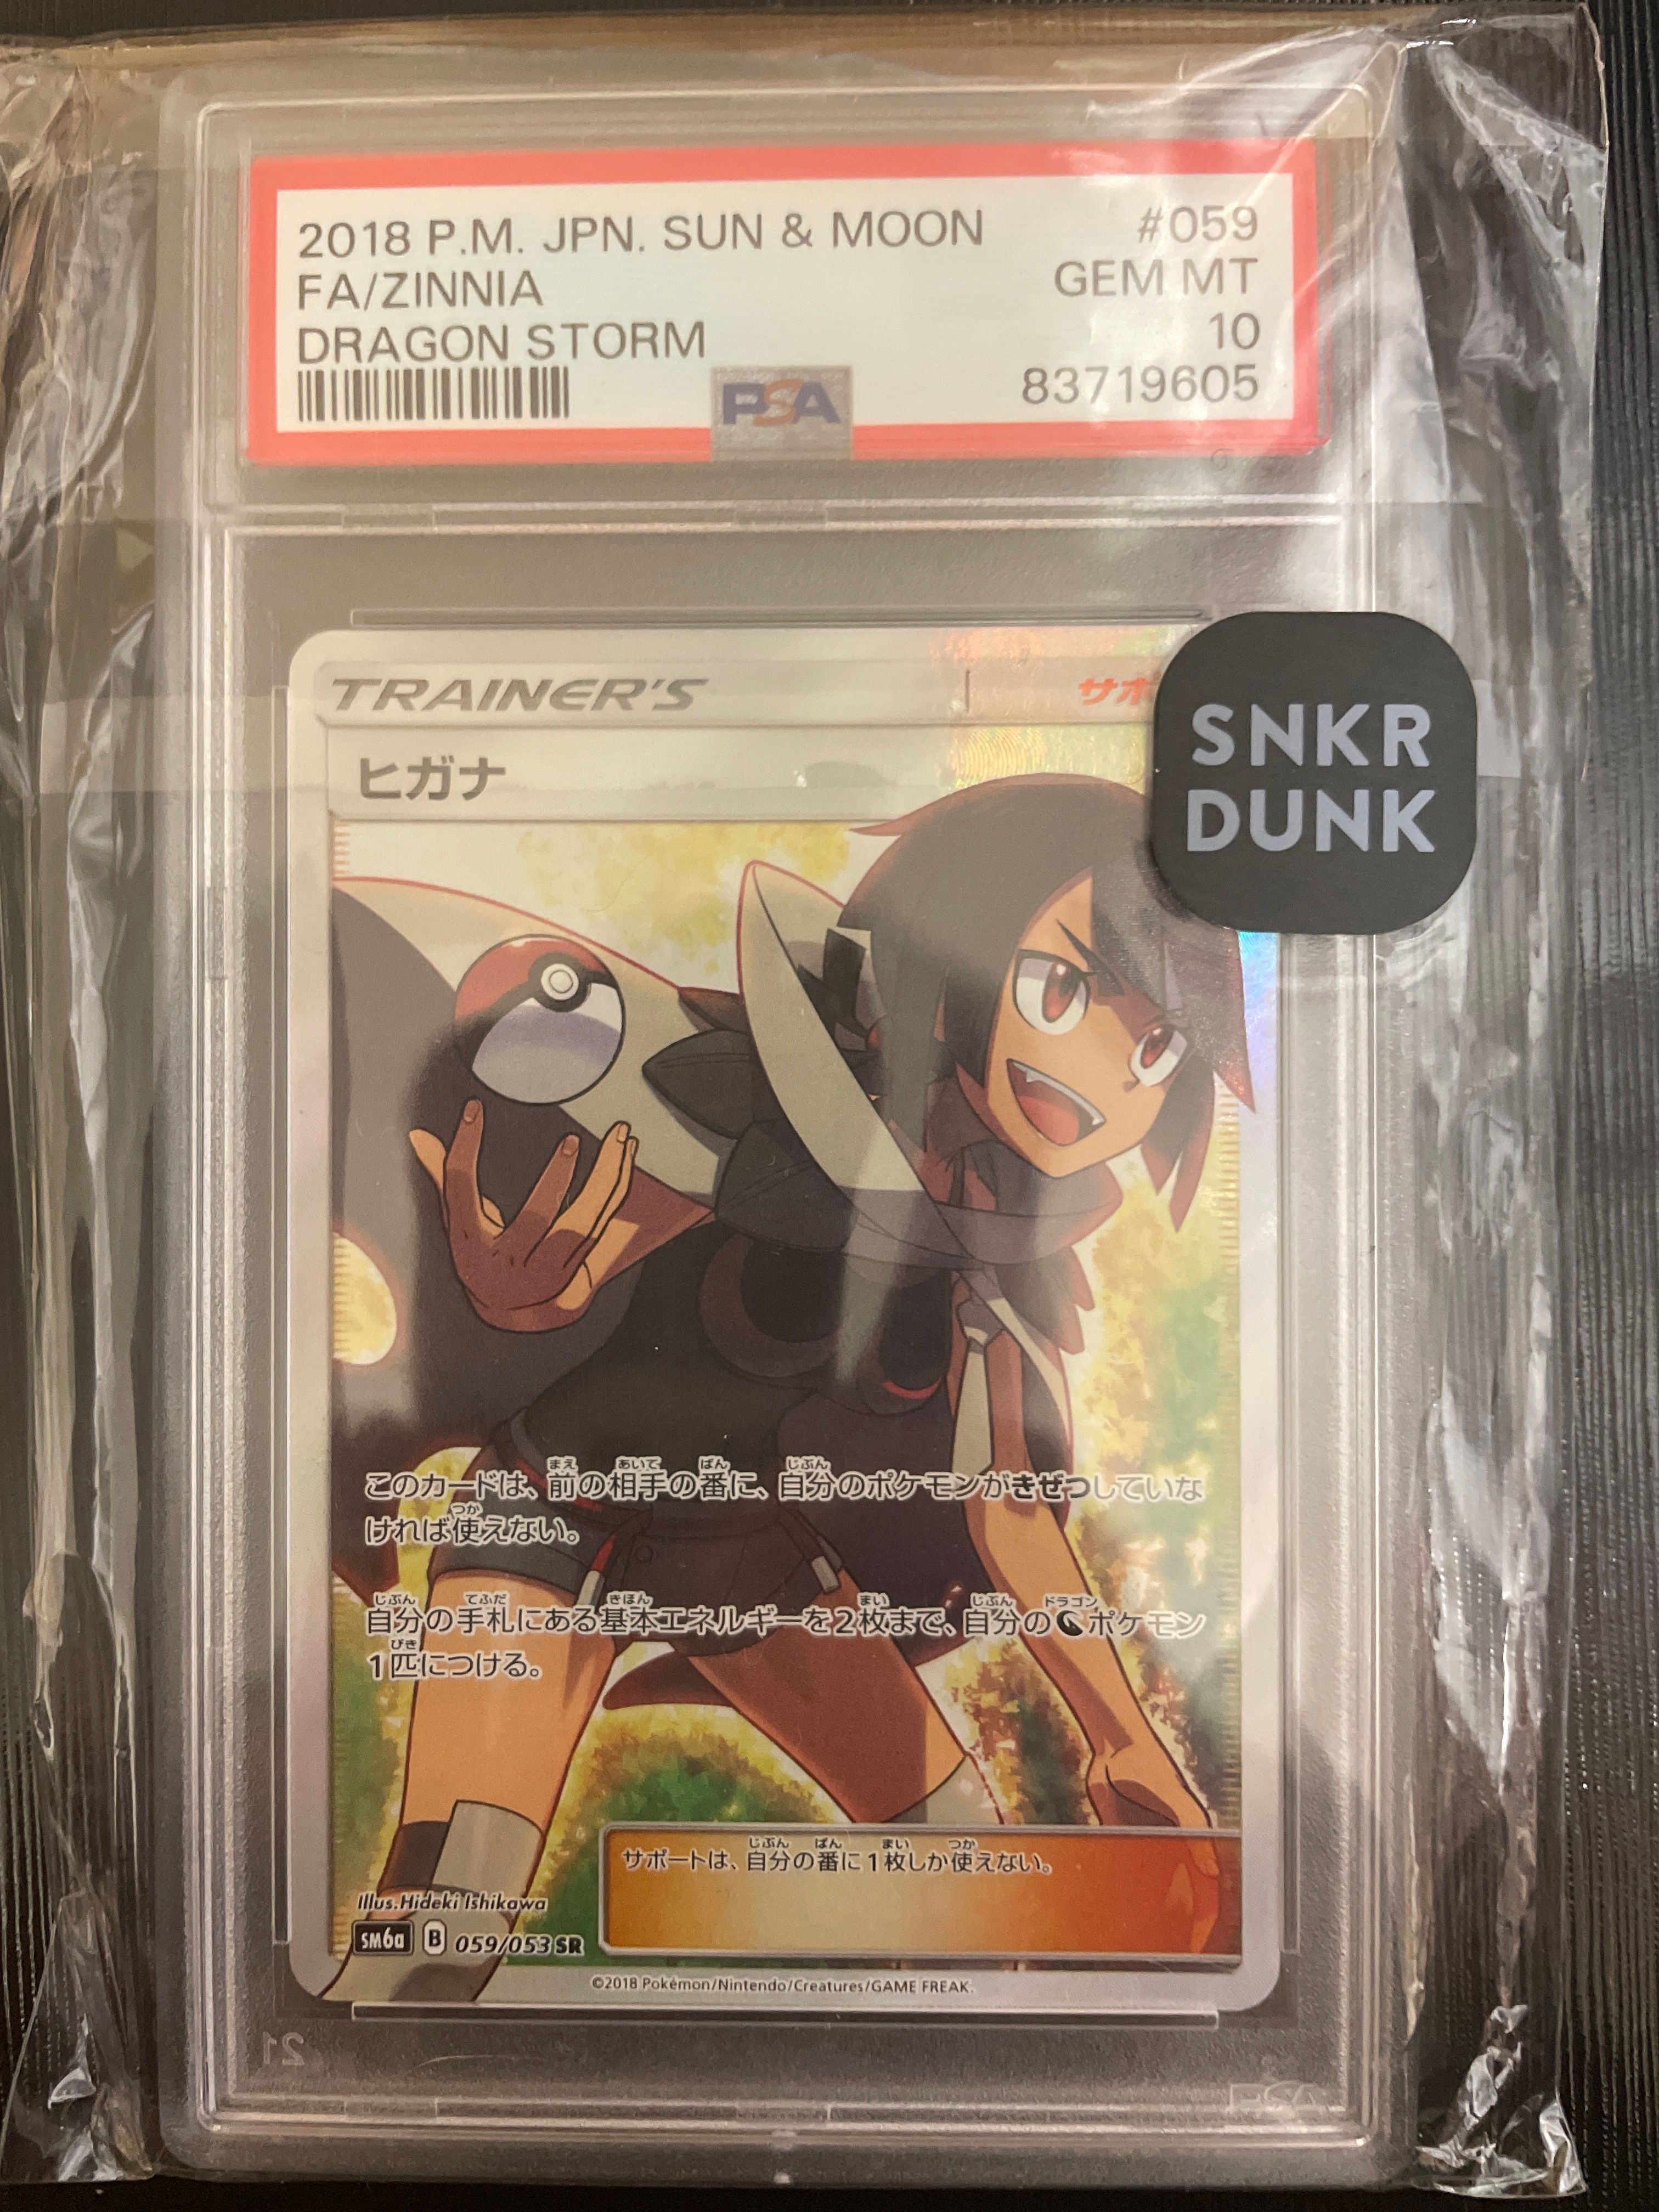 2018 P.M. JPN. SUN & MOON #059
FA/ZINNIA GEM MT
DRAGON STORM 10
PSA 83719605
TRAINER'S
ヒガナ
SNKR
DUNK
このカードは、前の相手の番に、自分のポケモンがきぜつしていな
ければ使えない。
自分の手札にある基本エネルギーを2枚まで、自分のポケモン
1匹につける。
サポートは、自分の番に1枚しか使えない。
Illus. Hideki Ishikawa
SM6a B 059/053 SR
©2018 Pokémon/Nintendo/Creatures/GAME FREAK.
PSA